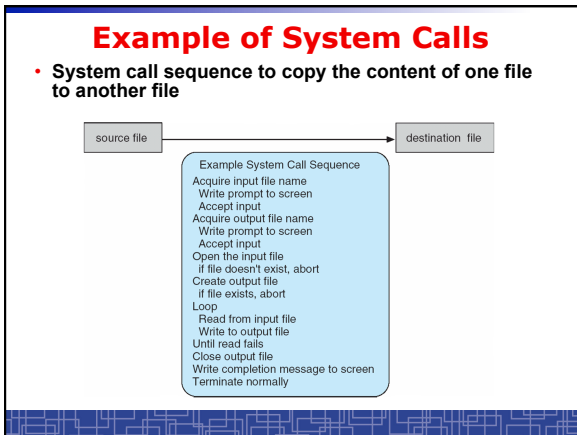 Example of System Calls
• System call sequence to copy the content of one file
to another file
source file
destination file
Example System Call Sequence
Acquire input file name
Write prompt to screen
Accept input
Acquire output file name
Write prompt to screen
Accept input
Open the input file
if file doesn't exist, abort
Create output file
if file exists, abort
Loop
Read from input file
Write to output file
Until read fails
Close output file
Write completion message to screen
Terminate normally